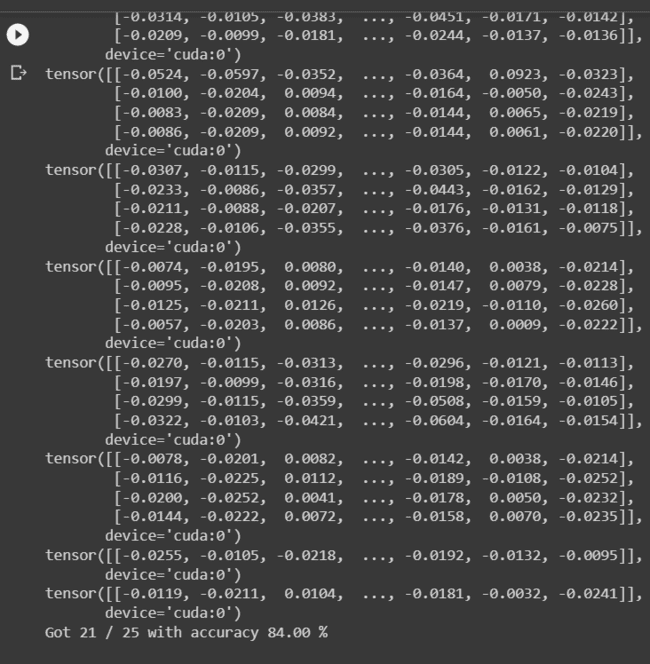 [-0.0314, -0.0105, -0.0383,  ..., -0.0451, -0.0171, -0.0142],
[-0.0209, -0.0099, -0.0181,  ..., -0.0244, -0.0137, -0.0136]],
device='cuda:0')
tensor([[-0.0524, -0.0597, -0.0352,  ..., -0.0364,  0.0923, -0.0323],
[-0.0100, -0.0204,  0.0094,  ..., -0.0164, -0.0050, -0.0243],
[-0.0083, -0.0209,  0.0084,  ..., -0.0144,  0.0065, -0.0219],
[-0.0086, -0.0209,  0.0092,  ..., -0.0144,  0.0061, -0.0220]],
device='cuda:0')
tensor([[-0.0307, -0.0115, -0.0299,  ..., -0.0305, -0.0122, -0.0104],
[-0.0233, -0.0086, -0.0357,  ..., -0.0443, -0.0162, -0.0129],
[-0.0211, -0.0088, -0.0207,  ..., -0.0176, -0.0131, -0.0118],
[-0.0228, -0.0106, -0.0355,  ..., -0.0376, -0.0161, -0.0075]],
device='cuda:0')
tensor([[-0.0074, -0.0195,  0.0080,  ..., -0.0140,  0.0038, -0.0214],
[-0.0095, -0.0208,  0.0092,  ..., -0.0147,  0.0079, -0.0228],
[-0.0125, -0.0211,  0.0126,  ..., -0.0219, -0.0110, -0.0260],
[-0.0057, -0.0203,  0.0086,  ..., -0.0137,  0.0009, -0.0222]],
device='cuda:0')
tensor([[-0.0270, -0.0115, -0.0313,  ..., -0.0296, -0.0121, -0.0113],
[-0.0197, -0.0099, -0.0316,  ..., -0.0198, -0.0170, -0.0146],
[-0.0299, -0.0115, -0.0359,  ..., -0.0508, -0.0159, -0.0105],
[-0.0322, -0.0103, -0.0421,  ..., -0.0604, -0.0164, -0.0154]],
device='cuda:0')
tensor([[-0.0078, -0.0201,  0.0082,  ..., -0.0142,  0.0038, -0.0214],
[-0.0116, -0.0225,  0.0112,  ..., -0.0189, -0.0108, -0.0252],
[-0.0200, -0.0252,  0.0041,  ..., -0.0178,  0.0050, -0.0232],
[-0.0144, -0.0222,  0.0072,  ..., -0.0158,  0.0070, -0.0235]],
device='cuda:0')
tensor([[-0.0255, -0.0105, -0.0218,  ..., -0.0192, -0.0132, -0.0095]],
device='cuda:0')
tensor([[-0.0119, -0.0211,  0.0104,  ..., -0.0181, -0.0032, -0.0241]],
device='cuda:0')
Got 21 / 25 with accuracy 84.00 %